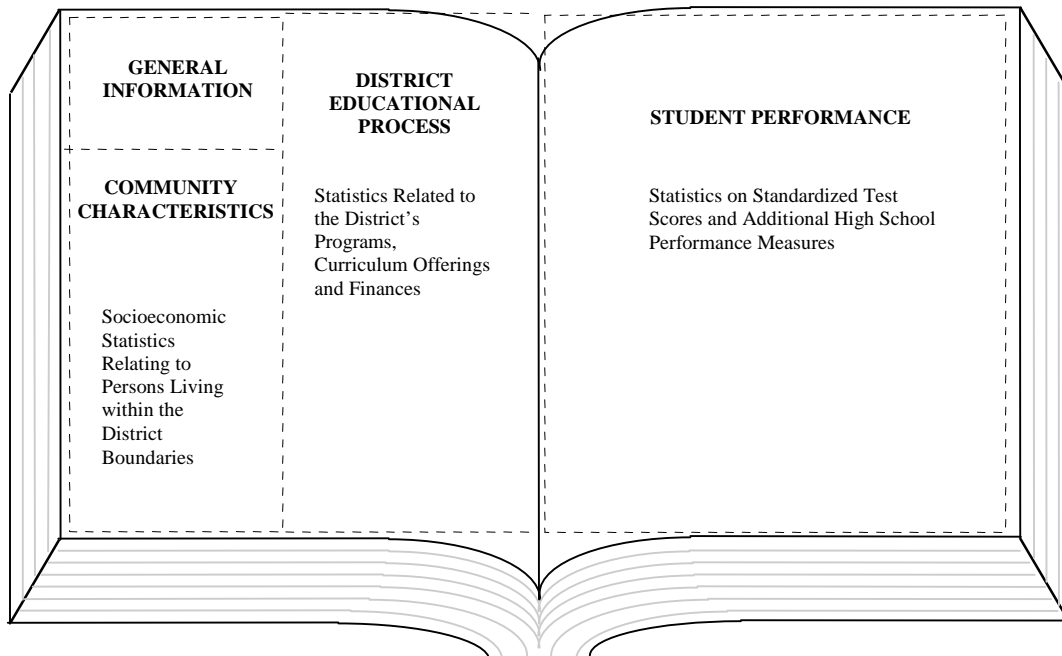 GENERAL
INFORMATION
COMMUNITY
CHARACTERISTICS
Socioeconomic
Statistics
Relating to
Persons Living
within the
District
Boundaries
DISTRICT
EDUCATIONAL
PROCESS
Statistics Related to
the District’s
Programs,
Curriculum Offerings
and Finances
STUDENT PERFORMANCE
Statistics on Standardized Test
Scores and Additional High School
Performance Measures